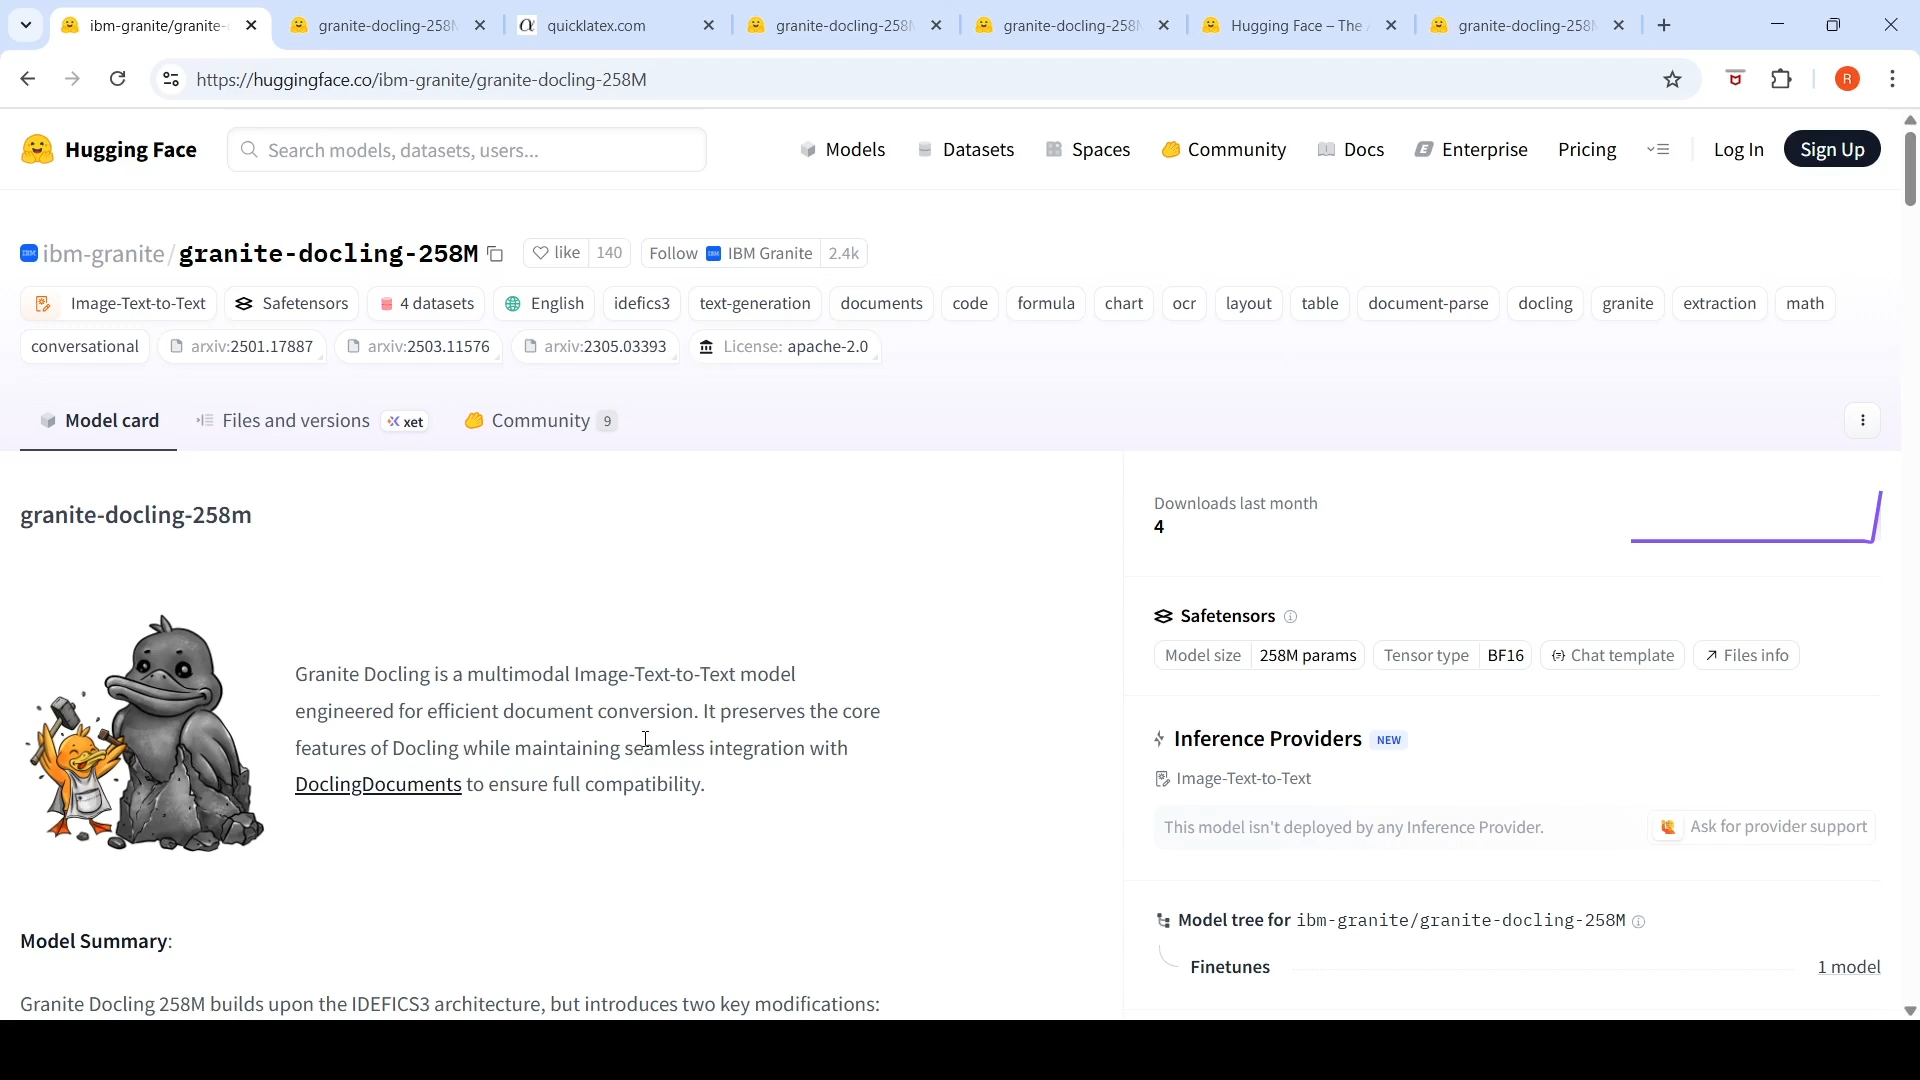 ibm-granite/granite-
granite-docling-258M
quicklatex.com
granite-docling-258M
granite-docling-258M
Hugging Face – The A
granite-docling-258M
https://huggingface.co/ibm-granite/granite-docling-258M
R
Hugging Face
Search models, datasets, users...
Models
Datasets
Spaces
Community
Docs
Enterprise
Pricing
Log In
Sign Up
IBM ibm-granite/granite-docling-258M
like 140
Follow IBM IBM Granite 2.4k
Image-Text-to-Text Safetensors 4 datasets English idefics3 text-generation documents code formula chart ocr layout table document-parse docling granite extraction math
conversational arxiv:2501.17887 arxiv:2503.11576 arxiv:2305.03393 License: apache-2.0
Model card Files and versions xet Community 9
granite-docling-258m
Granite Docling is a multimodal Image-Text-to-Text model
engineered for efficient document conversion. It preserves the core
features of Docling while maintaining seamless integration with
DoclingDocuments to ensure full compatibility.
Model Summary:
Granite Docling 258M builds upon the IDEFICS3 architecture, but introduces two key modifications:
Downloads last month
4
Safetensors
Model size 258M params Tensor type BF16 Chat template Files info
Inference Providers NEW
Image-Text-to-Text
This model isn't deployed by any Inference Provider. Ask for provider support
Model tree for ibm-granite/granite-docling-258M
Finetunes 1 model